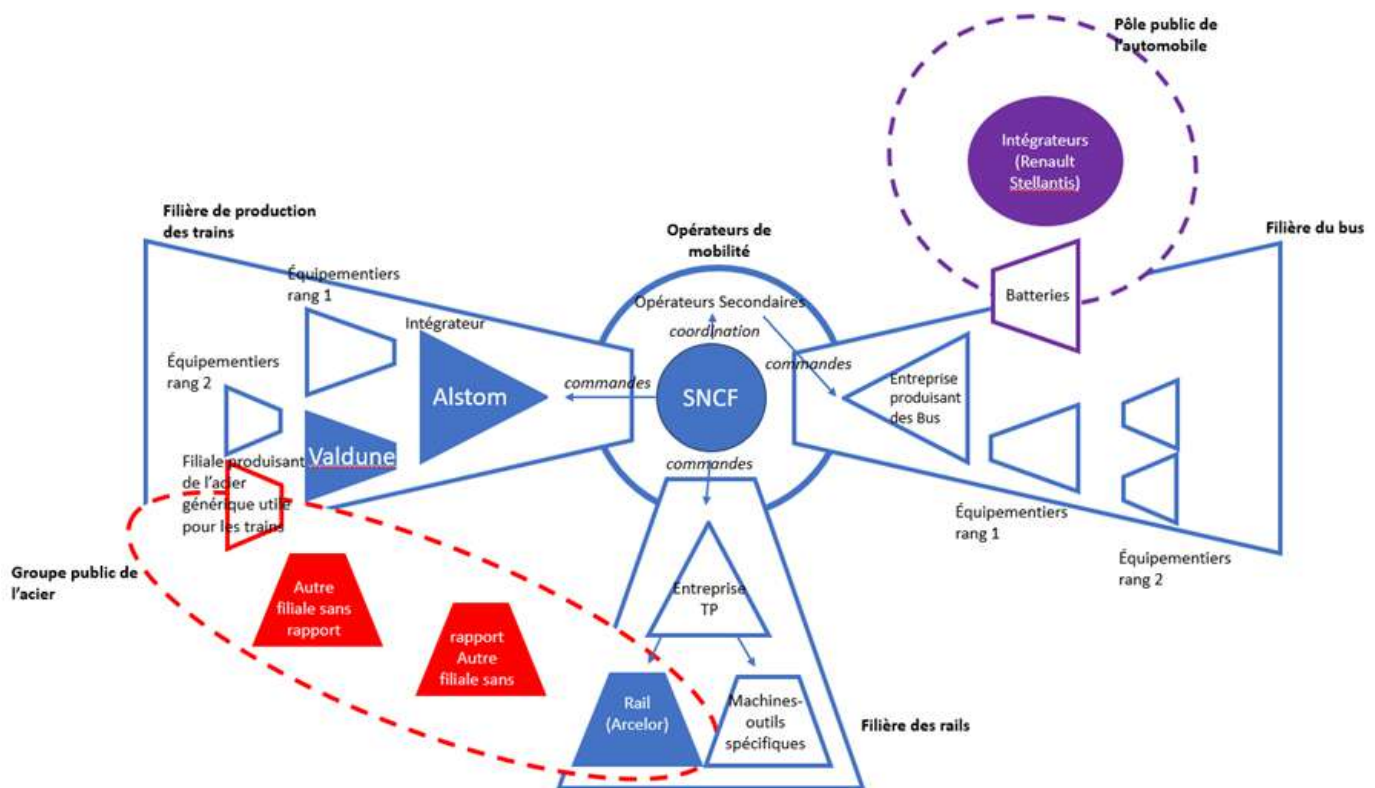 Pôle public de
l'automobile
Intégrateurs
(Renault
Stellantis)
Filière de production
des trains
Opérateurs de
mobilité
Filière du bus
Équipementiers
rang 1
Opérateurs Secondaires
Batteries
Intégrateur
coordination
Équipementiers
rang 2
commandes
commandes
Alstom
SNCF
Entreprise
produisant
des Bus
Valdune
commandes
Filiale produisant
de l'acier
générique utile
pour les trains
Équipementiers
rang 1
Équipementiers
rang 2
Groupe public de
l'acier
Autre
filiale sans
rapport
rapport
Autre
filiale sans
Entreprise
TP
Rail
(Arcelor)
Machines-
outils
spécifiques
Filière des rails